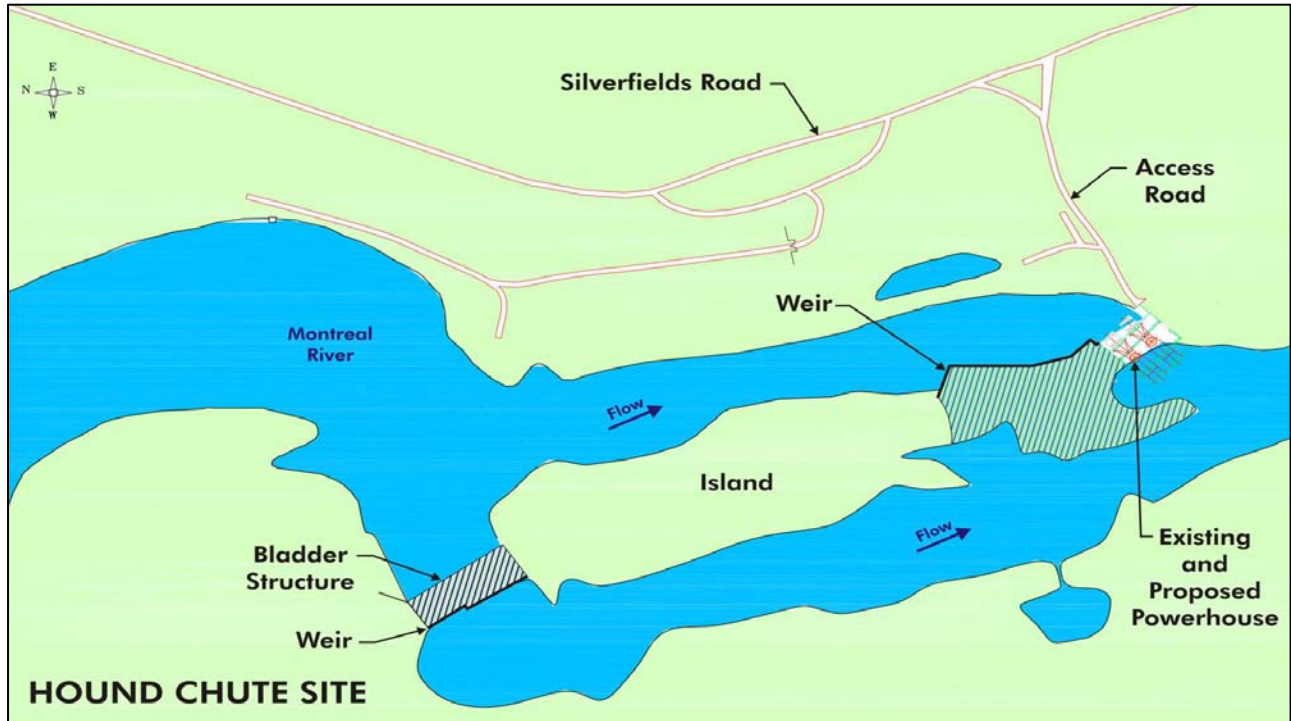 E
N S
W
Silverfields Road
Access
Road
Weir
Montreal
River
Flow
Island
Flow
Bladder
Structure
Weir
Existing
and
Proposed
Powerhouse
HOUND CHUTE SITE